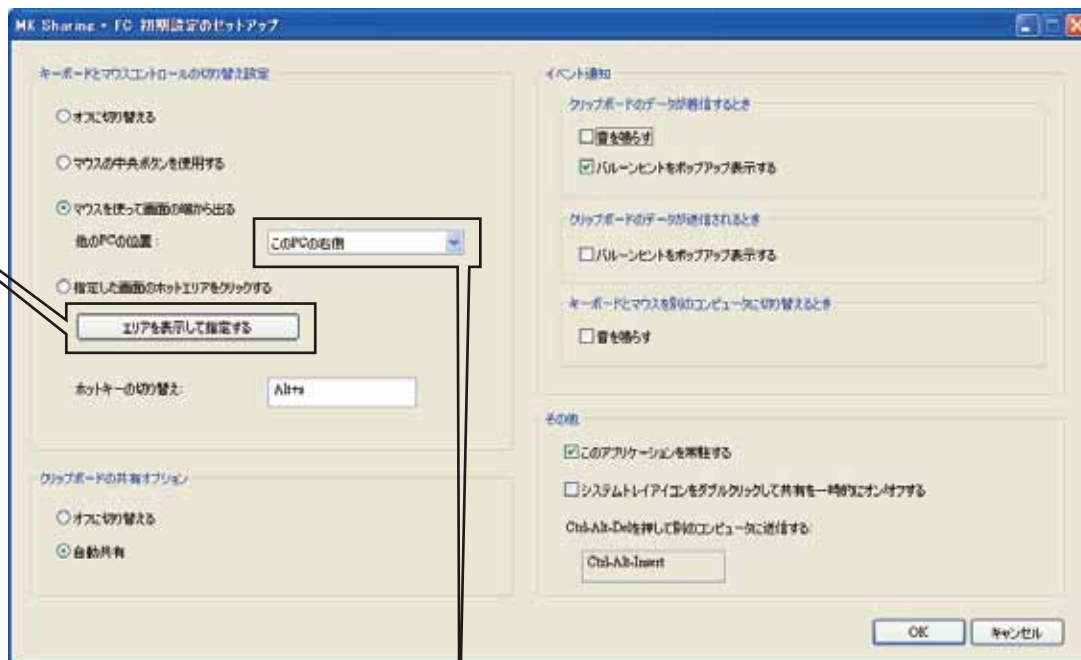 MK Sharing・FC 初期設定のセットアップ
キーボードとマウスコントロールの切り替え設定
オフに切り替える
マウスの中央ボタンを使用する
マウスを使って画面の端から出る
他のPCの位置:
このPCの右側
指定した画面のホットエリアをクリックする
エリアを表示して指定する
ホットキーの切り替え:
Alt+s
クリップボードの共有オプション
オフに切り替える
自動共有
イベント通知
クリップボードのデータが着信するとき
音を鳴らす
バルーンヒントをポップアップ表示する
クリップボードのデータが送信されるとき
バルーンヒントをポップアップ表示する
キーボードとマウスを別のコンピュータに切り替えるとき
音を鳴らす
その他
このアプリケーションを常駐する
システムトレイアイコンをダブルクリックして共有を一時的にオン/オフする
Ctrl-Alt-Delを押して別のコンピュータに送信する:
Ctrl-Alt-Insert
OK
キャンセル